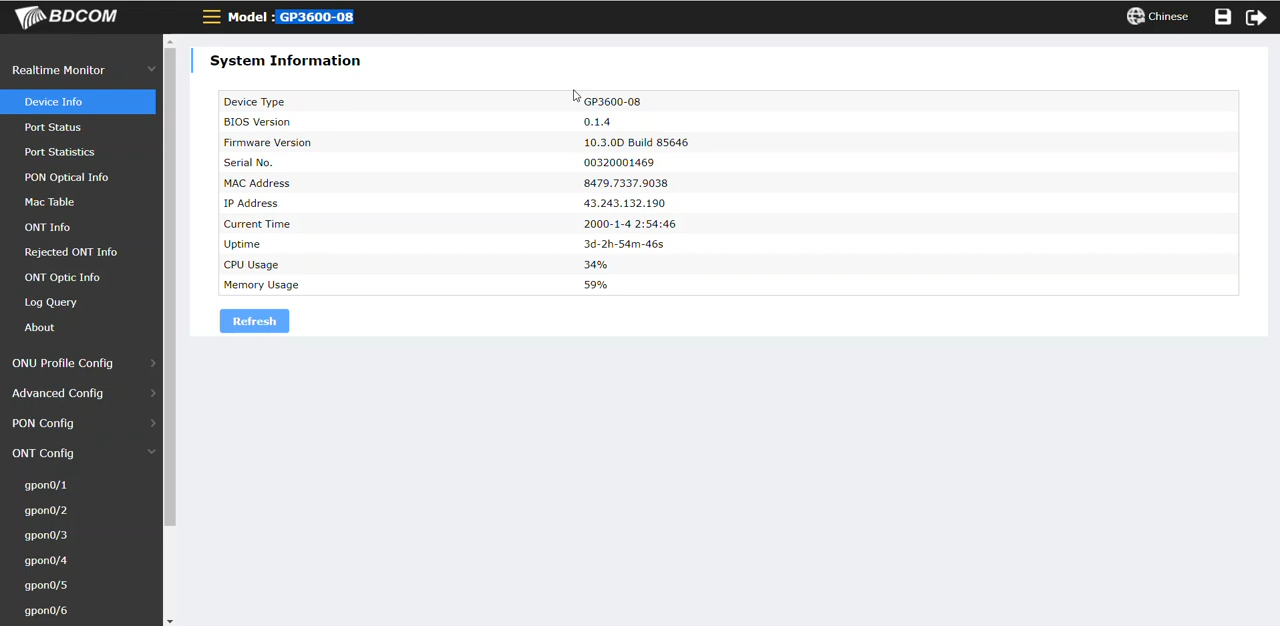 BDCOM
Model : GP3600-08
Chinese
Realtime Monitor
Device Info
Port Status
Port Statistics
PON Optical Info
Mac Table
ONT Info
Rejected ONT Info
ONT Optic Info
Log Query
About
ONU Profile Config
Advanced Config
PON Config
ONT Config
gpon0/1
gpon0/2
gpon0/3
gpon0/4
gpon0/5
gpon0/6
System Information
Device Type GP3600-08
BIOS Version 0.1.4
Firmware Version 10.3.0D Build 85646
Serial No. 00320001469
MAC Address 8479.7337.9038
IP Address 43.243.132.190
Current Time 2000-1-4 2:54:46
Uptime 3d-2h-54m-46s
CPU Usage 34%
Memory Usage 59%
Refresh